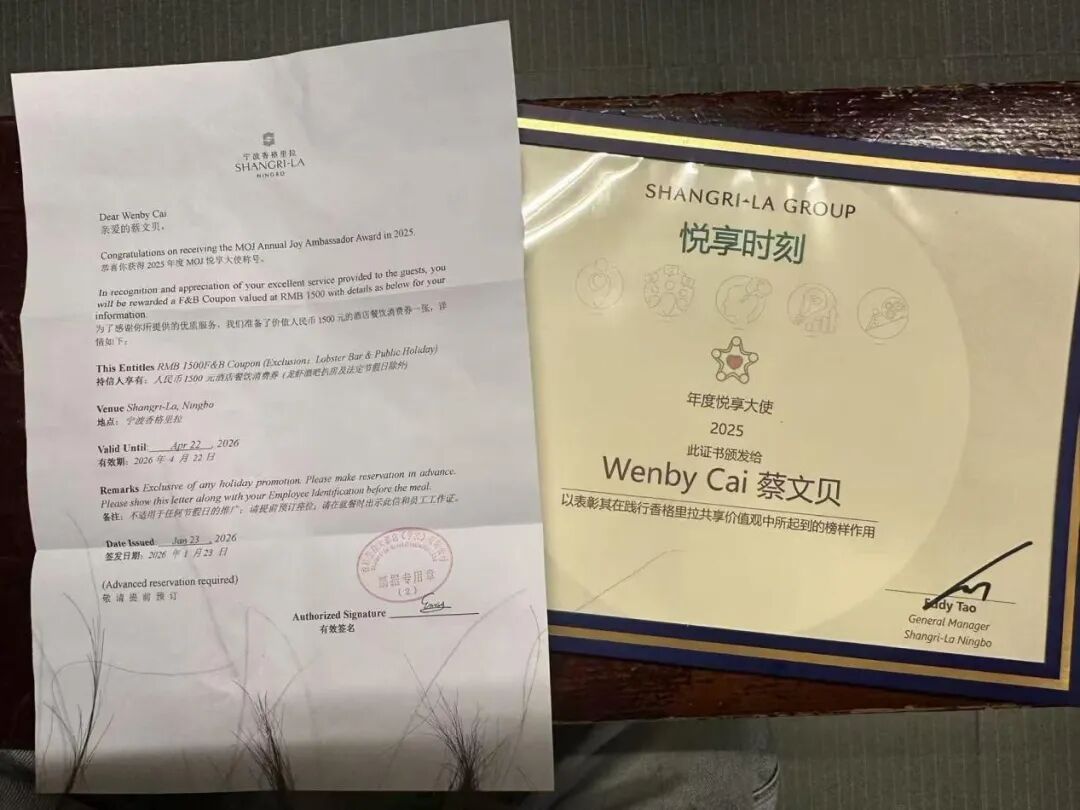 宁波香格里拉
SHANGRI-LA
NINGBO
Dear Wenby Cai
亲爱的蔡文贝,
Congratulations on receiving the MOJ Annual Joy Ambassador Award in 2025.
恭喜你获得 2025 年度 MOJ 悦享大使称号。
In recognition and appreciation of your excellent service provided to the guests, you
will be rewarded a F&B Coupon valued at RMB 1500 with details as below for your
information.
为了感谢你所提供的优质服务，我们准备了价值人民币 1500 元的酒店餐饮消费券一张，详
情如下：
This Entitles RMB 1500F&B Coupon (Exclusion: Lobster Bar & Public Holiday)
持信人享有：人民币 1500 元酒店餐饮消费券（龙虾酒吧扒房及法定节假日除外）
Venue Shangri-La, Ningbo
地点：宁波香格里拉
Valid Until: Apr 22 , 2026
有效期：2026 年 4 月 22 日
Remarks Exclusive of any holiday promotion. Please make reservation in advance.
Please show this letter along with your Employee Identification before the meal.
备注：不适用于任何节假日的推广；请提前预订座位；请在就餐时出示此信和员工工作证。
Date Issued: Jan 23 , 2026
签发日期：2026 年 1 月 23 日
(Advanced reservation required)
敬请提前预订
票据专用章
(2)
Authorized Signature
有效签名
SHANGRI-LA GROUP
悦享时刻
年度悦享大使
2025
此证书颁发给
Wenby Cai 蔡文贝
以表彰其在践行香格里拉共享价值观中所起到的榜样作用
Eddy Tao
General Manager
Shangri-La Ningbo